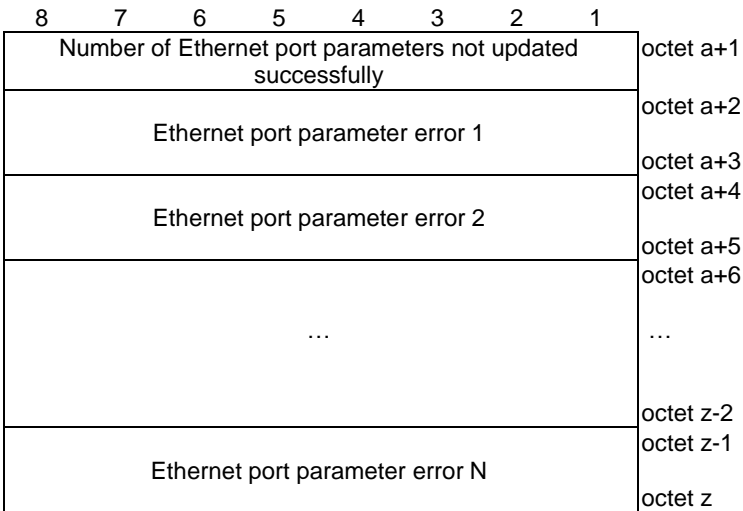 8 7 6 5 4 3 2 1
Number of Ethernet port parameters not updated octet a+1
successfully
octet a+2
Ethernet port parameter error 1
octet a+3
octet a+4
Ethernet port parameter error 2
octet a+5
octet a+6
… …
octet z-2
octet z-1
Ethernet port parameter error N
octet z